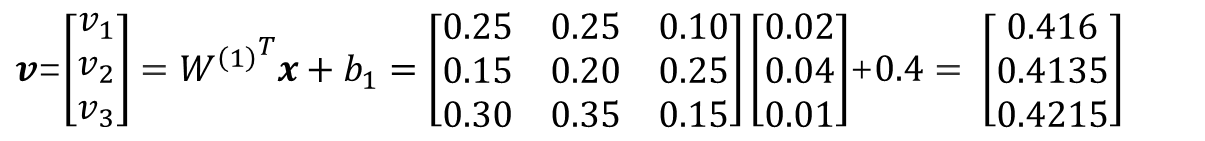 𝒗=[v₁ v₂ v₃] = W⁽¹⁾ᵀ𝒙 + b₁ = [0.25 0.25 0.10 0.15 0.20 0.25 0.30 0.35 0.15] [0.02 0.04 0.01]+0.4 = [0.416 0.4135 0.4215]